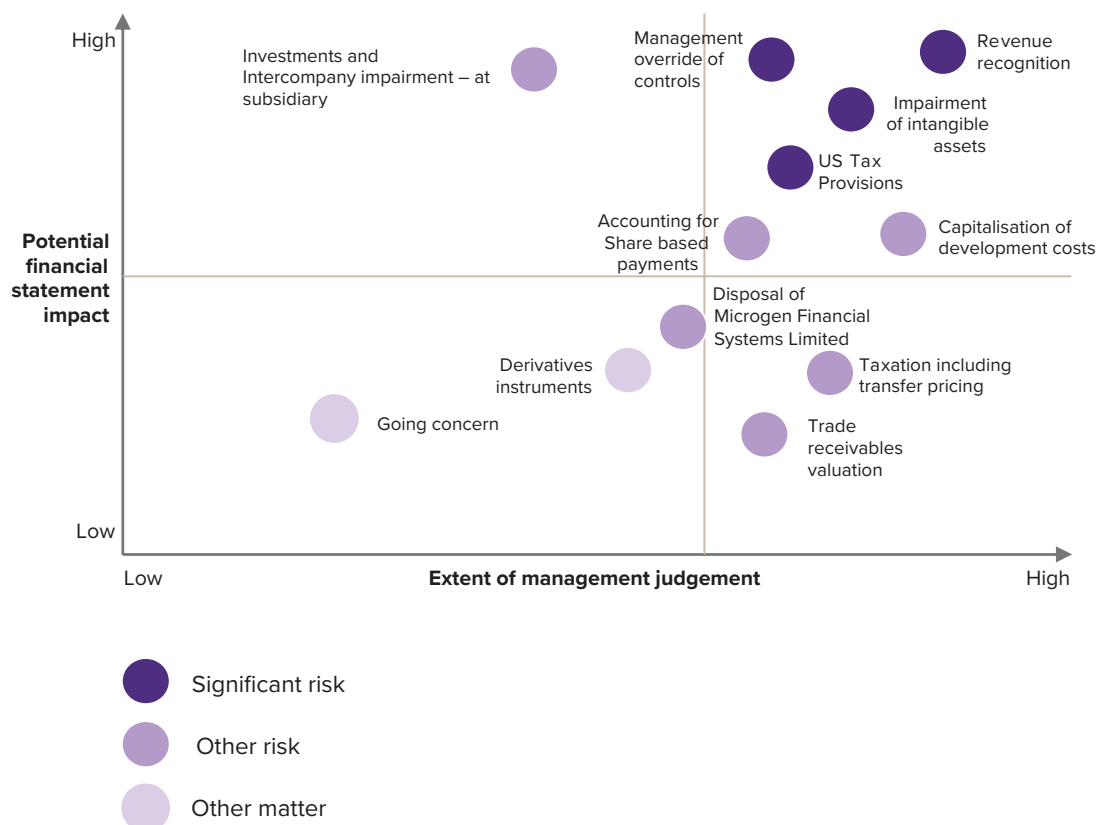 High
Investments and
Intercompany impairment – at
subsidiary
Management
override of
controls
Revenue
recognition
Impairment
of intangible
assets
US Tax
Provisions
Accounting for
Share based
payments
Capitalisation of
development costs
Potential
financial
statement
impact
Disposal of
Microgen Financial
Systems Limited
Derivatives
instruments
Taxation including
transfer pricing
Going concern
Trade
receivables
valuation
Low
Low
Extent of management judgement
High
Significant risk
Other risk
Other matter